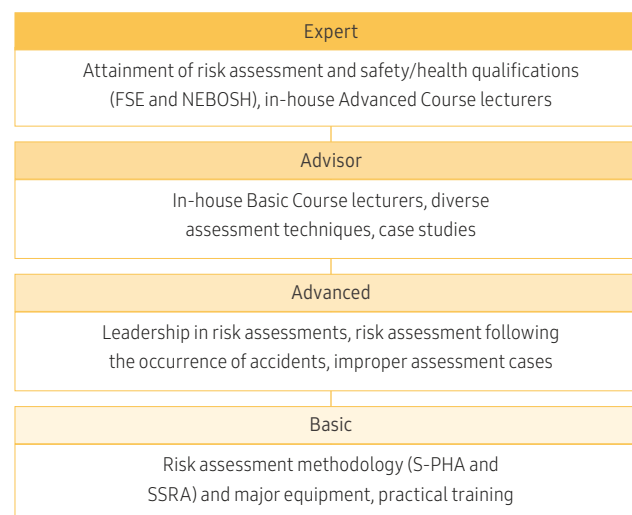 Expert
Attainment of risk assessment and safety/health qualifications
(FSE and NEBOSH), in-house Advanced Course lecturers
Advisor
In-house Basic Course lecturers, diverse
assessment techniques, case studies
Advanced
Leadership in risk assessments, risk assessment following
the occurrence of accidents, improper assessment cases
Basic
Risk assessment methodology (S-PHA and
SSRA) and major equipment, practical training